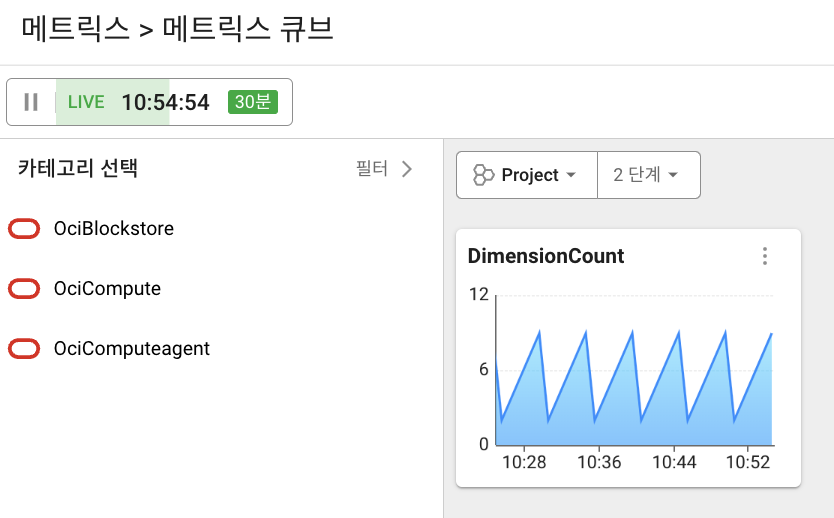 메트릭스 > 메트릭스 큐브
LIVE 10:54:54 30분
카테고리 선택 필터
OciBlockstore
OciCompute
OciComputeagent
Project 2 단계
DimensionCount
12
6
0
10:28 10:36 10:44 10:52